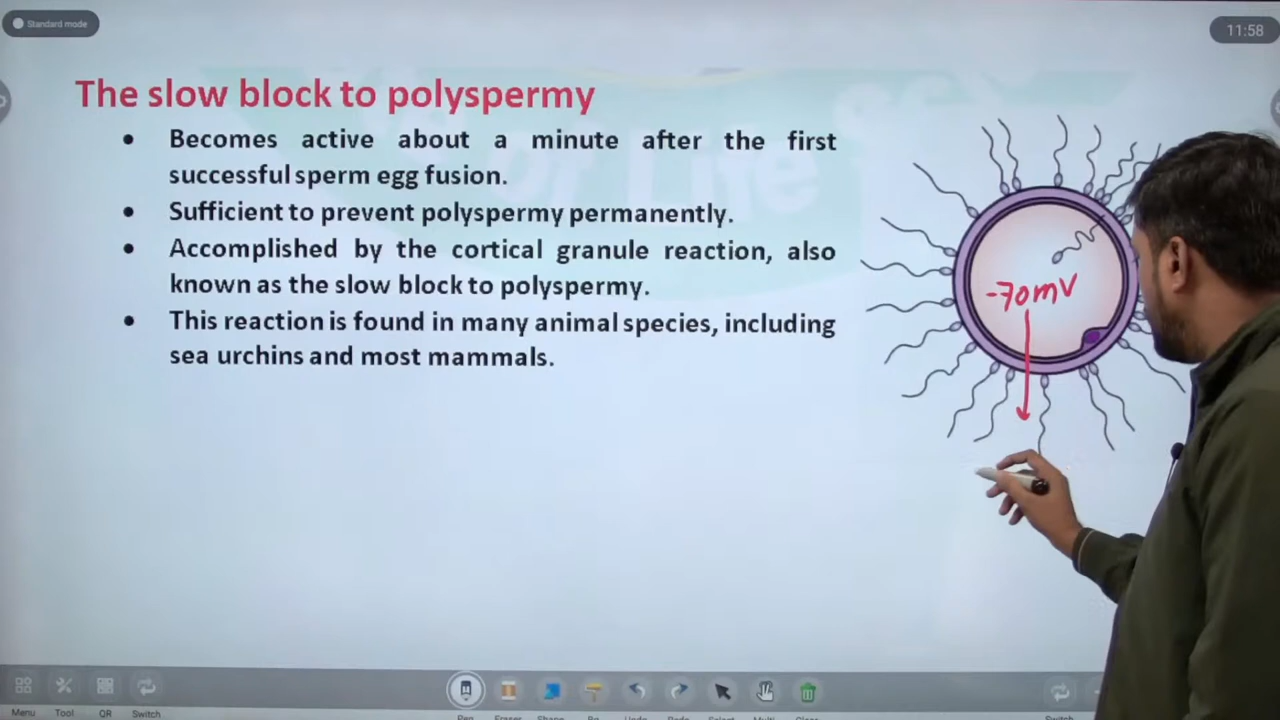 Standard mode
11:58
The slow block to polyspermy
• Becomes active about a minute after the first
successful sperm egg fusion.
• Sufficient to prevent polyspermy permanently.
• Accomplished by the cortical granule reaction, also
known as the slow block to polyspermy.
• This reaction is found in many animal species, including
sea urchins and most mammals.
-70mV
Menu Tool QR Switch